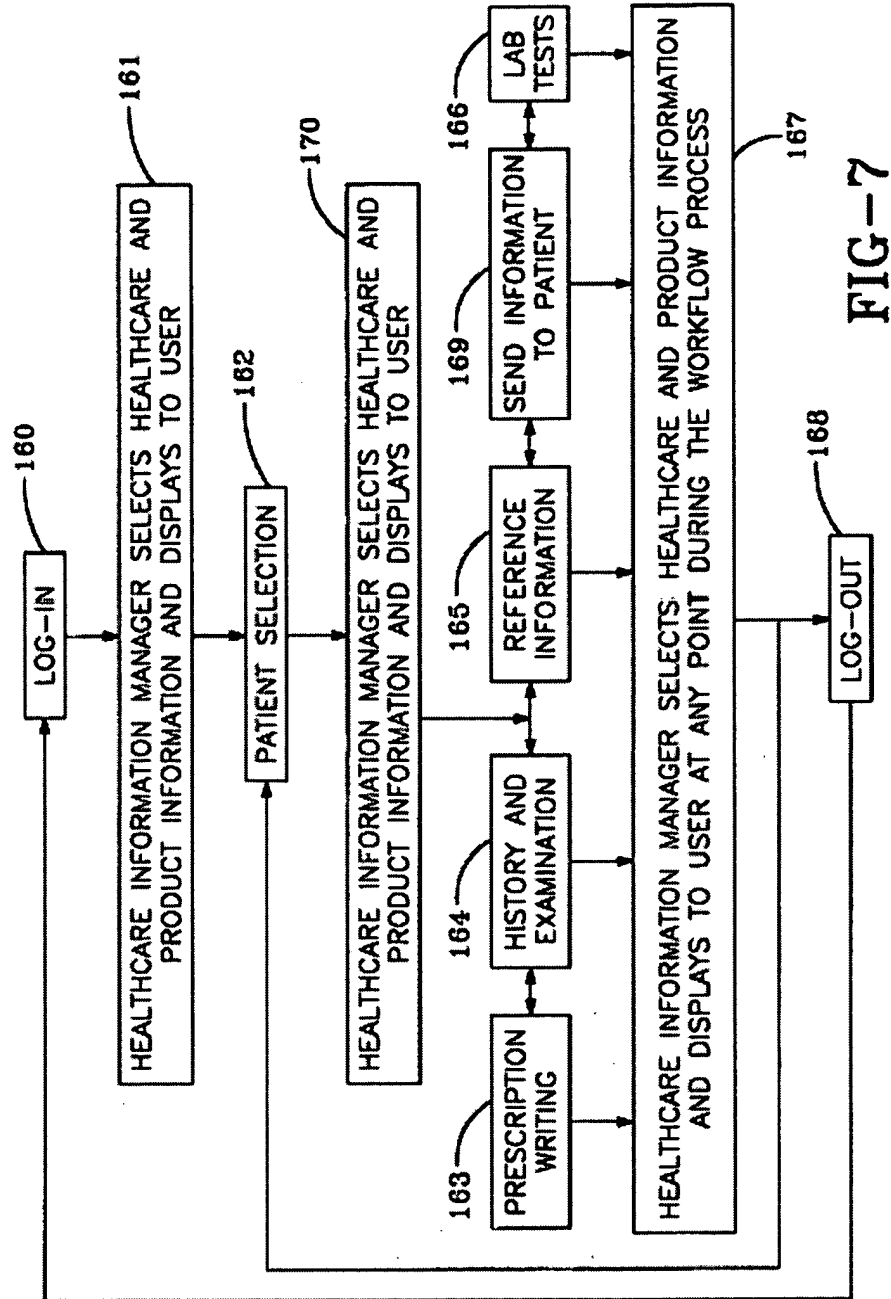 160
LOG-IN
161
HEALTHCARE INFORMATION MANAGER SELECTS HEALTHCARE AND
PRODUCT INFORMATION AND DISPLAYS TO USER
162
PATIENT SELECTION
170
HEALTHCARE INFORMATION MANAGER SELECTS HEALTHCARE AND
PRODUCT INFORMATION AND DISPLAYS TO USER
163
PRESCRIPTION
WRITING
164
HISTORY AND
EXAMINATION
165
REFERENCE
INFORMATION
169
SEND INFORMATION
TO PATIENT
166
LAB
TESTS
HEALTHCARE INFORMATION MANAGER SELECTS HEALTHCARE AND PRODUCT INFORMATION
AND DISPLAYS TO USER AT ANY POINT DURING THE WORKFLOW PROCESS
167
168
LOG-OUT
FIG-7